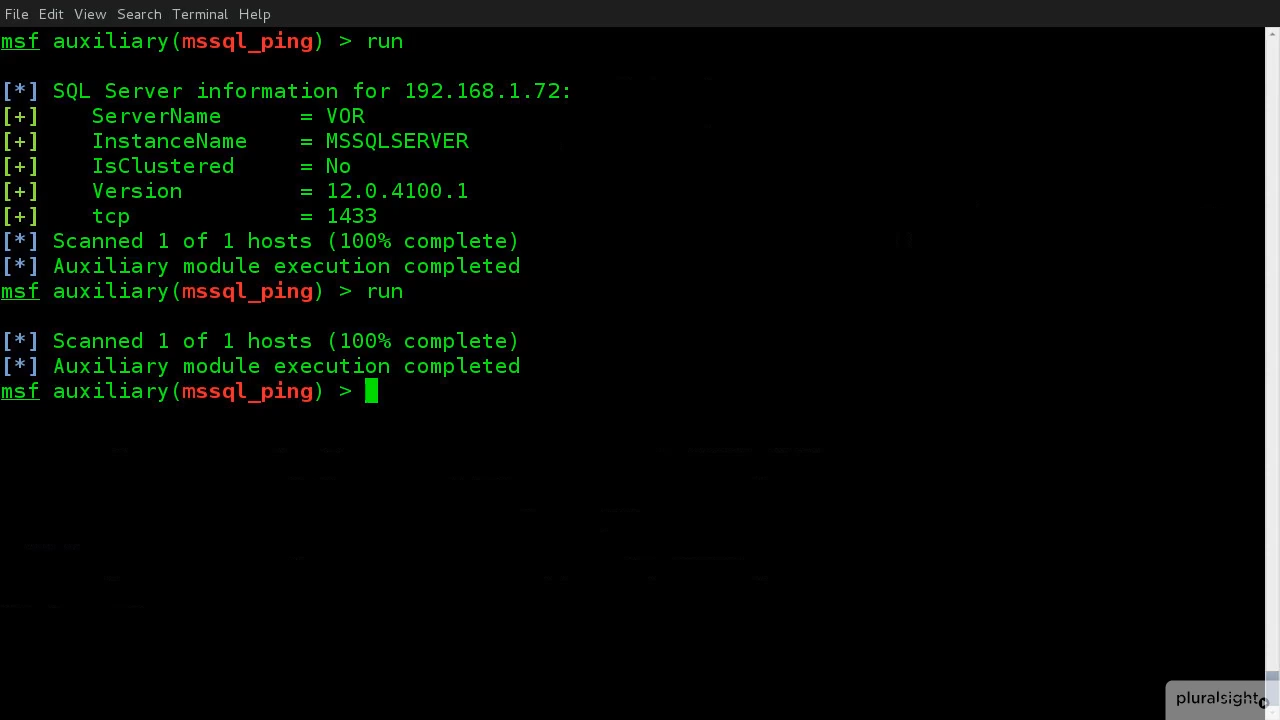 File Edit View Search Terminal Help
msf auxiliary(mssql_ping) > run
[*] SQL Server information for 192.168.1.72:
[+] ServerName = VOR
[+] InstanceName = MSSQLSERVER
[+] IsClustered = No
[+] Version = 12.0.4100.1
[+] tcp = 1433
[*] Scanned 1 of 1 hosts (100% complete)
[*] Auxiliary module execution completed
msf auxiliary(mssql_ping) > run
[*] Scanned 1 of 1 hosts (100% complete)
[*] Auxiliary module execution completed
msf auxiliary(mssql_ping) >
pluralsight